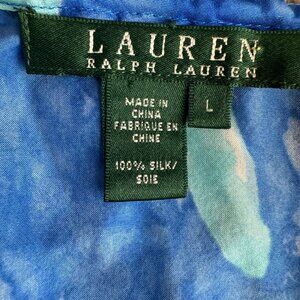 LAUREN
RALPH LAUREN
MADE IN
CHINA
FABRIQUE EN
CHINE
100% SILK/
SOIE
L